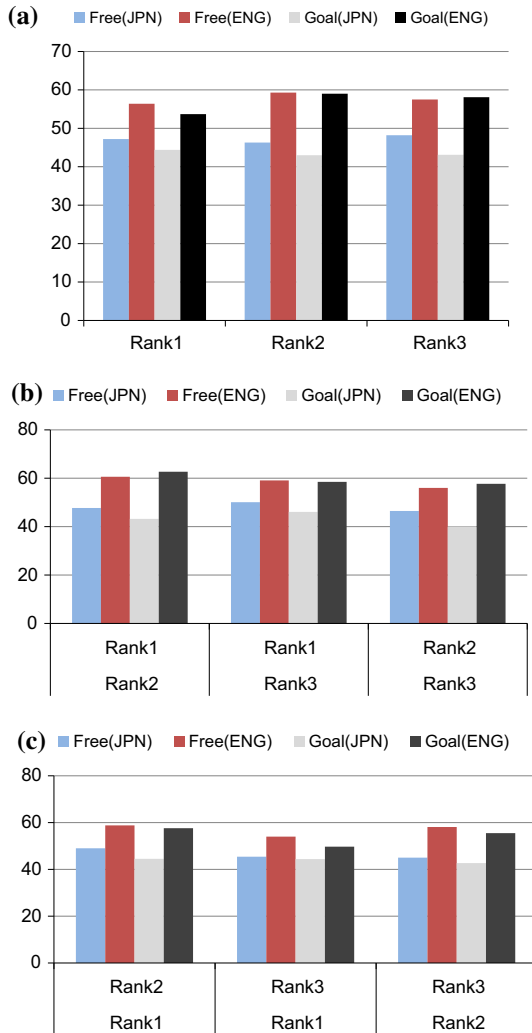 (a)
Free(JPN) Free(ENG) Goal(JPN) Goal(ENG)
70
60
50
40
30
20
10
0
Rank1 Rank2 Rank3
(b)
Free(JPN) Free(ENG) Goal(JPN) Goal(ENG)
80
60
40
20
0
Rank1 Rank1 Rank2
Rank2 Rank3 Rank3
(c)
Free(JPN) Free(ENG) Goal(JPN) Goal(ENG)
80
60
40
20
0
Rank2 Rank3 Rank3
Rank1 Rank1 Rank2